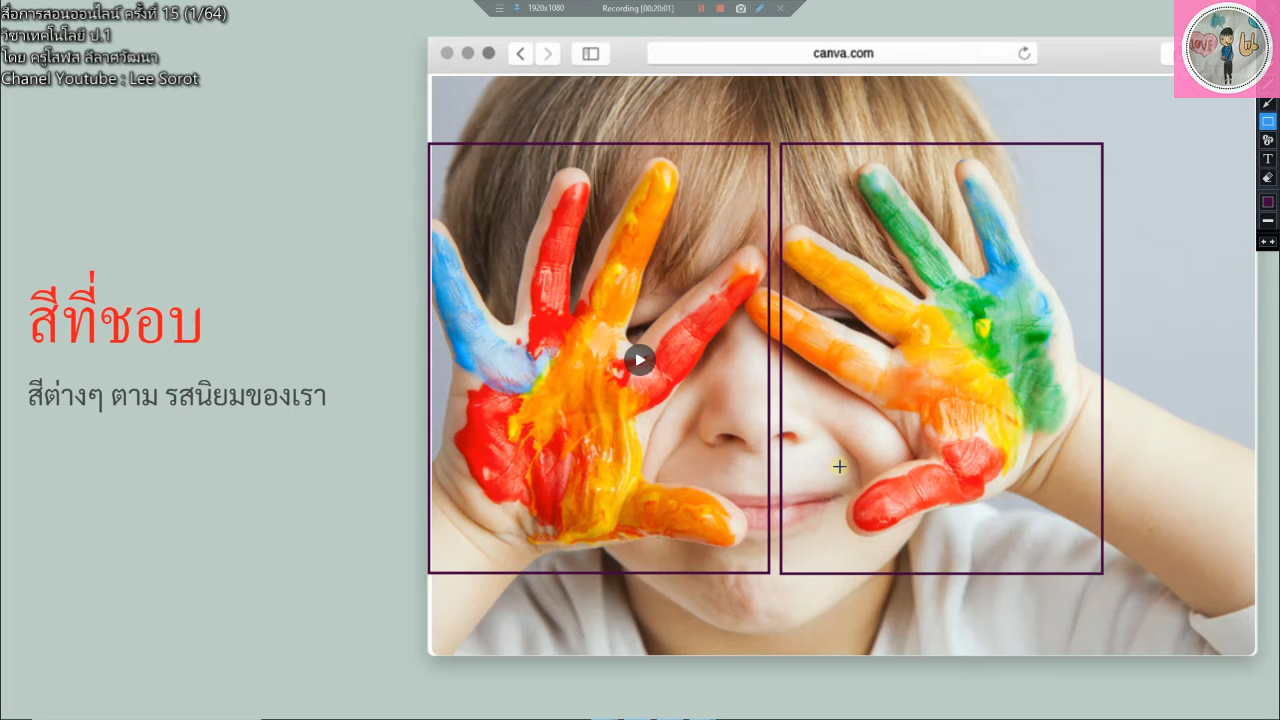 สื่อการสอนออนไลน์ ครั้งที่ 15 (1/64)
วิชาเทคโนโลยี ป.1
โดย ครูโสฬส ลีลาศวัฒนา
Chanel Youtube : Lee Sorot
1920x1080
Recording [00:20:01]
canva.com
LOVE
สีที่ชอบ
สีต่างๆ ตาม รสนิยมของเรา